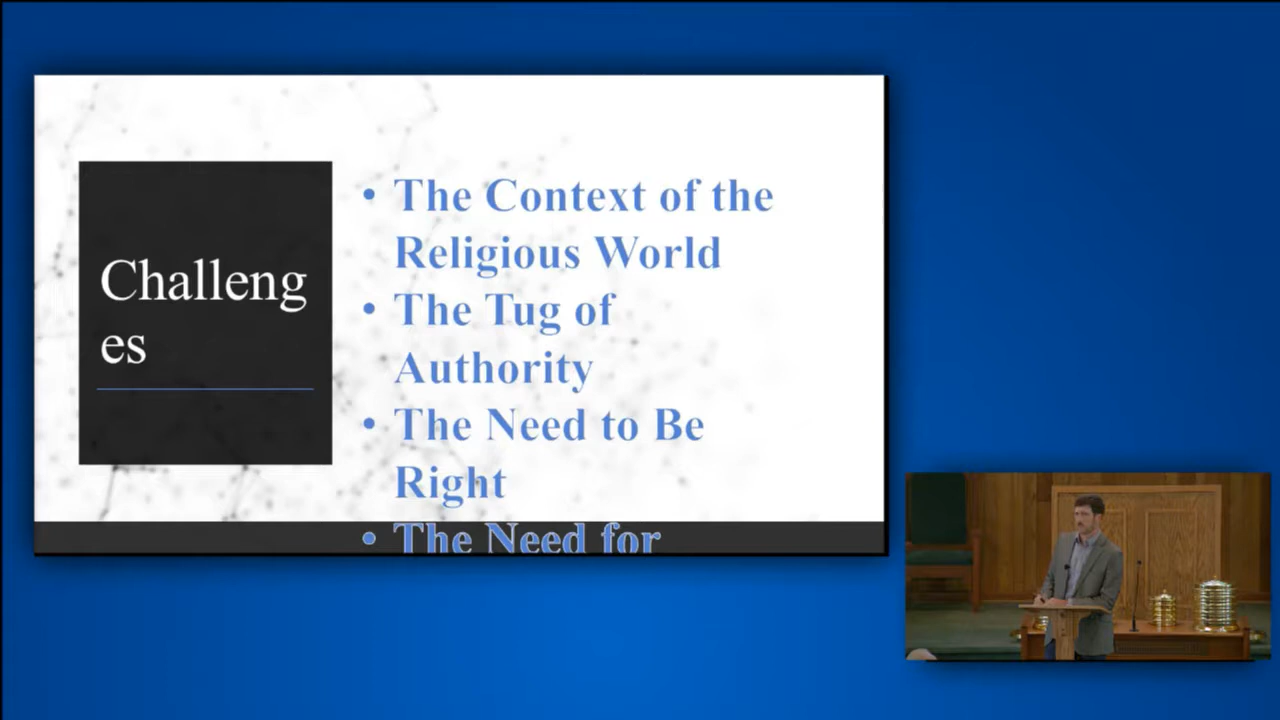 Challeng
es
• The Context of the
Religious World
• The Tug of
Authority
• The Need to Be
Right
• The Need for